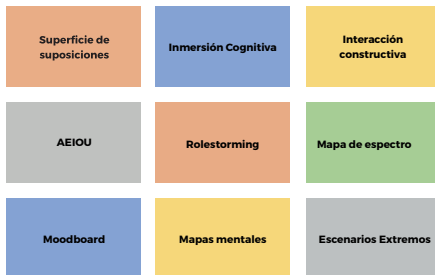 Superficie de
suposiciones
Inmersión Cognitiva
Interacción
constructiva
AEIOU
Rolestorming
Mapa de espectro
Moodboard
Mapas mentales
Escenarios Extremos